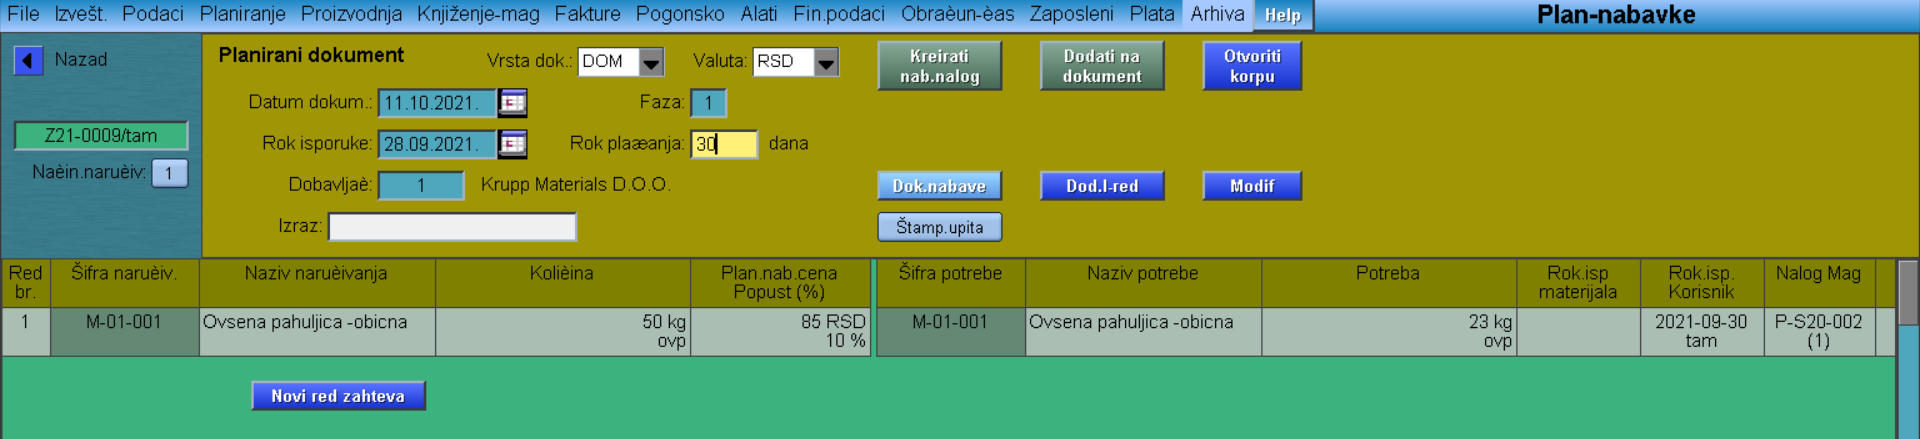 File Izvešt. Podaci Planiranje Proizvodnja Knjiženje-mag Fakture Pogonsko Alati Fin.podaci Obraèun-èas Zaposleni Plata Arhiva Help Plan-nabavke
Nazad
Z21-0009/tam
Naèin.naruèiv: 1
Planirani dokument Vrsta dok.: DOM Valuta: RSD
Datum dokum.: 11.10.2021. Faza: 1
Rok isporuke: 28.09.2021. Rok plaæanja: 30 dana
Dobavljaè: 1 Krupp Materials D.O.O.
Izraz:
Kreirati
nab.nalog
Dodati na
dokument
Otvoriti
korpu
Dok.nabave Dod.I-red Modif
Štamp.upita
Red
br.
Šifra naruèiv.
Naziv naruèivanja
Kolièina
Plan.nab.cena
Popust (%)
Šifra potrebe
Naziv potrebe
Potreba
Rok.isp
materijala
Rok.isp.
Korisnik
Nalog Mag
1
M-01-001
Ovsena pahuljica -obicna
50 kg
ovp
85 RSD
10 %
M-01-001
Ovsena pahuljica -obicna
23 kg
ovp
2021-09-30
tam
P-S20-002
(1)
Novi red zahteva